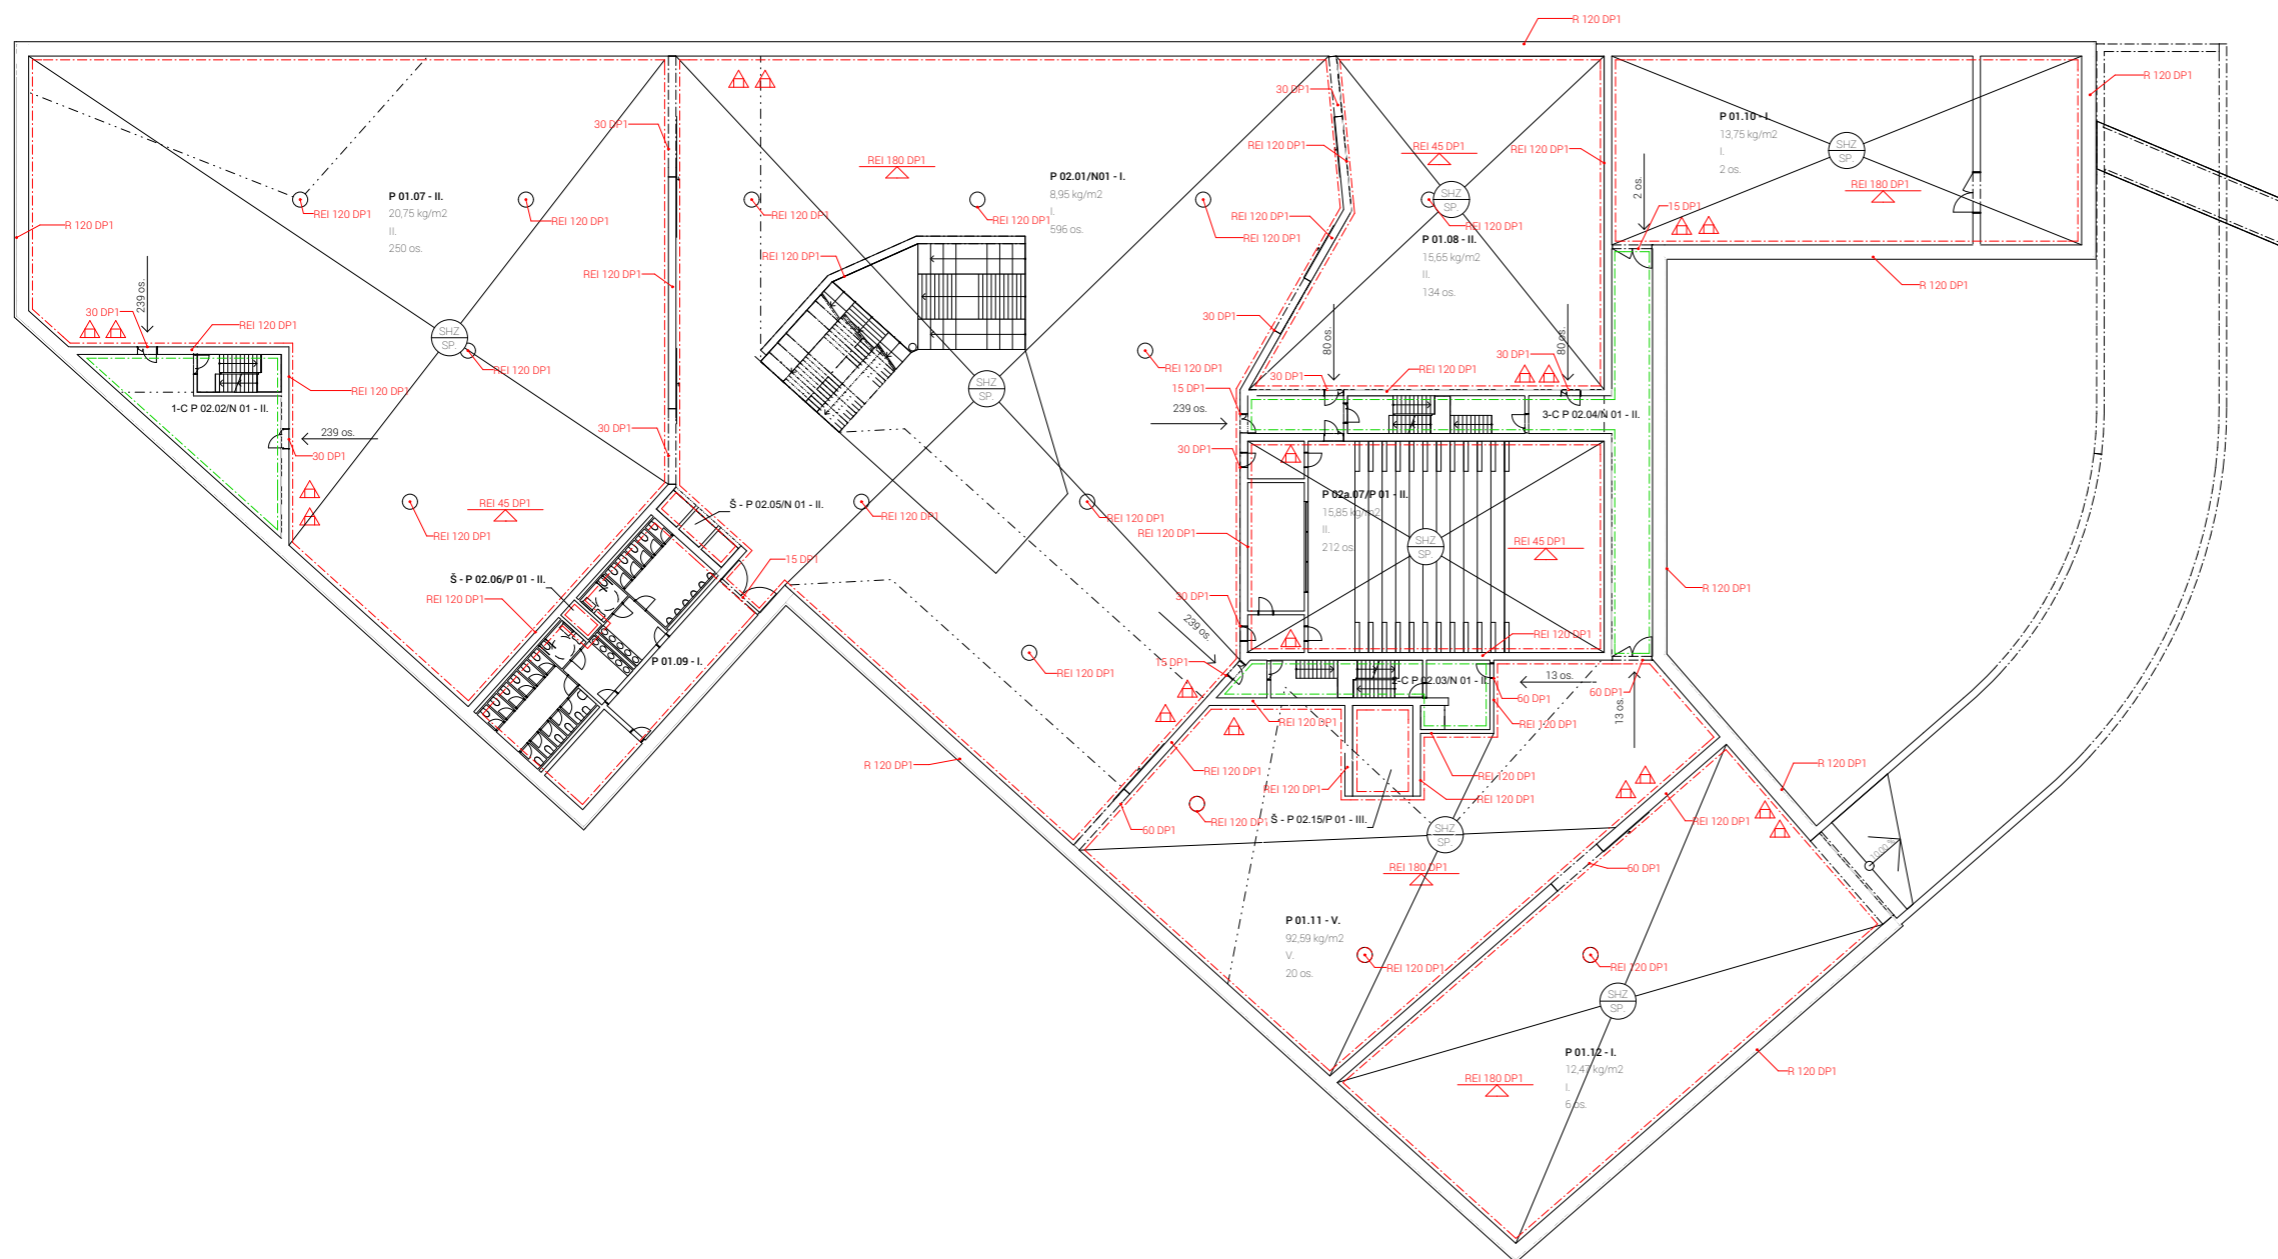 R 120 DP1
R 120 DP1
30 DP1
30 DP1
P 01.10 - I.
13,75 kg/m2
I.
2 os.
SHZ
SP.
REI 180 DP1
REI 120 DP1
REI 45 DP1
REI 120 DP1
REI 180 DP1
P 02.01/N01 - I.
8,95 kg/m2
I.
596 os.
2 os.
15 DP1
P 01.07 - II.
20,75 kg/m2
II.
250 os.
REI 120 DP1
REI 120 DP1
REI 120 DP1
REI 120 DP1
REI 120 DP1
REI 120 DP1
SHZ
SP.
REI 120 DP1
P 01.08 - II.
15,65 kg/m2
II.
134 os.
R 120 DP1
REI 120 DP1
REI 120 DP1
R 120 DP1
239 os.
30 DP1
REI 120 DP1
SHZ
SP.
REI 120 DP1
30 DP1
80 os.
80 os.
30 DP1
REI 120 DP1
REI 120 DP1
30 DP1
REI 120 DP1
15 DP1
SHZ
SP.
1-C P 02.02/N 01 - II.
239 os.
3-C P 02.04/N 01 - II.
239 os.
30 DP1
30 DP1
30 DP1
REI 45 DP1
REI 120 DP1
Š - P 02.05/N 01 - II.
REI 120 DP1
REI 120 DP1
REI 120 DP1
P 02a.07/P 01 - II.
15,85 kg/m2
II.
212 os.
SHZ
SP.
REI 45 DP1
15 DP1
Š - P 02.06/P 01 - II.
REI 120 DP1
30 DP1
R 120 DP1
239 os.
REI 120 DP1
P 01.09 - I.
REI 120 DP1
15 DP1
2-C P 02.03/N 01 - II.
13 os.
60 DP1
60 DP1
13 os.
REI 120 DP1
REI 120 DP1
R 120 DP1
REI 120 DP1
REI 120 DP1
R 120 DP1
REI 120 DP1
REI 120 DP1
REI 120 DP1
60 DP1
REI 120 DP1
Š - P 02.15/P 01 - III.
SHZ
SP.
REI 180 DP1
60 DP1
P 01.11 - V.
92,59 kg/m2
V.
20 os.
REI 120 DP1
REI 120 DP1
SHZ
SP.
P 01.12 - I.
12,47 kg/m2
I.
6 os.
REI 180 DP1
R 120 DP1